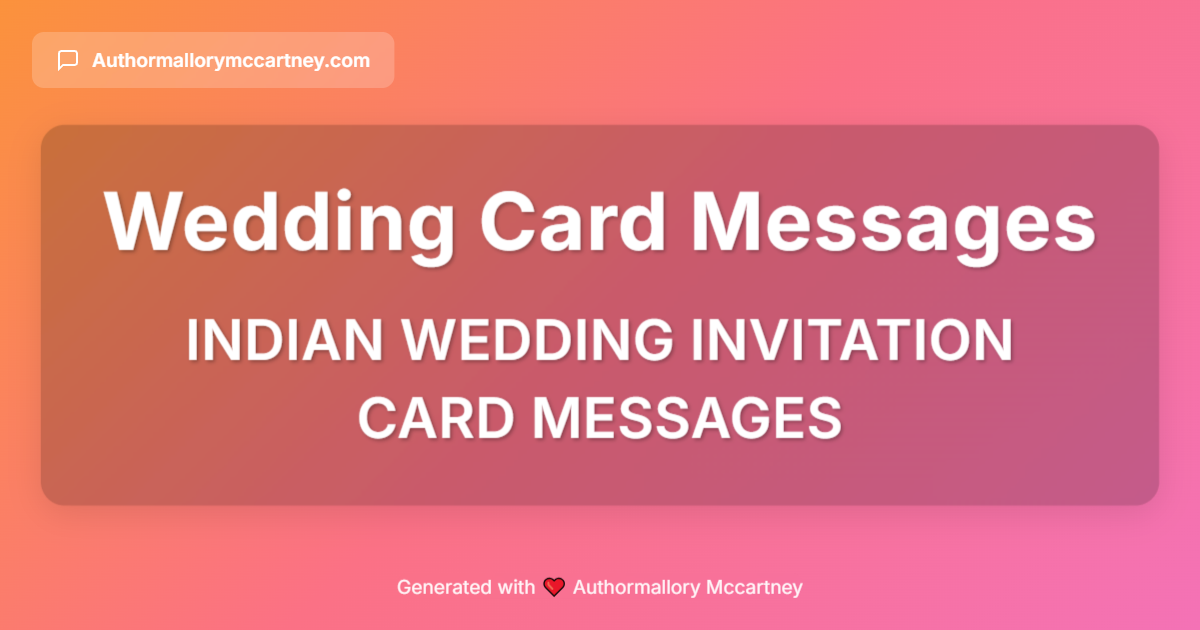 Authormallorymccartney.com
Wedding Card Messages
INDIAN WEDDING INVITATION
CARD MESSAGES
Generated with ❤️ Authormallory Mccartney